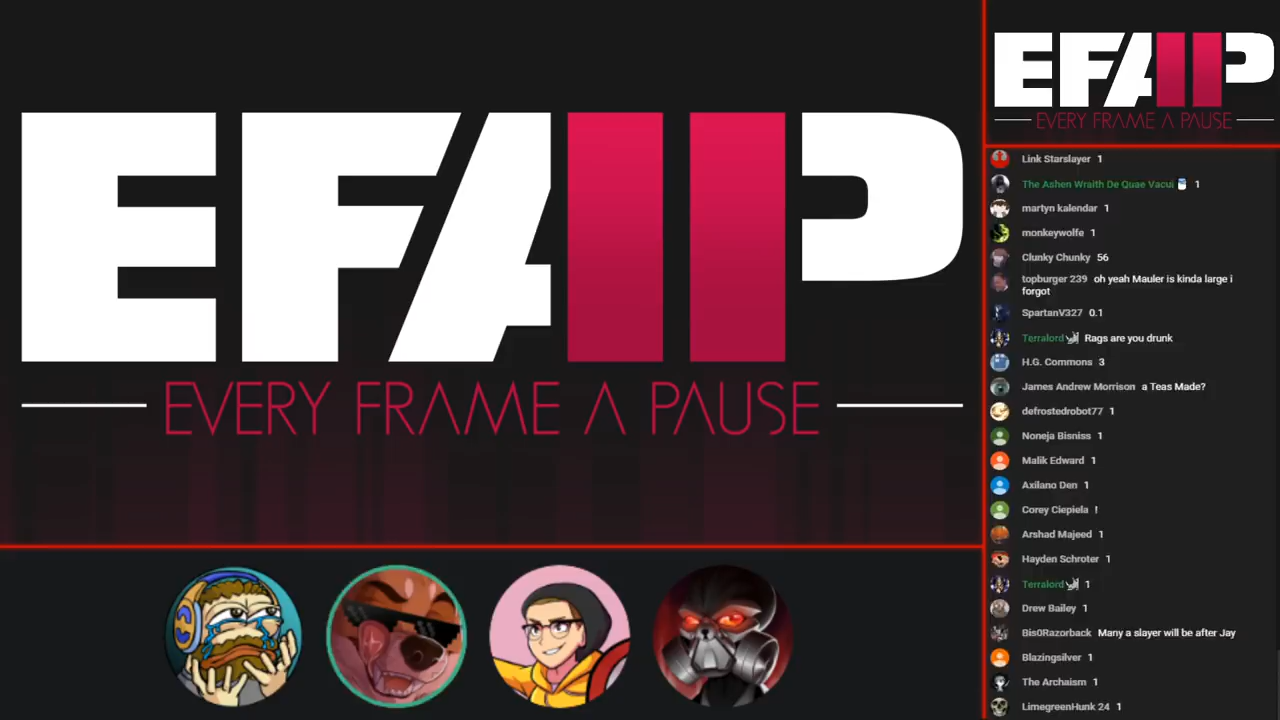 EFAP
EVERY FRAME A PAUSE
EFAP
EVERY FRAME A PAUSE
Link Starslayer 1
The Ashen Wraith De Quae Vacui 1
martyn kalendar 1
monkeywolfe 1
Clunky Chunky 56
topburger 239 oh yeah Mauler is kinda large i
forgot
SpartanV327 0.1
Terralord Rags are you drunk
H.G. Commons 3
James Andrew Morrison a Teas Made?
defrostedrobot77 1
Noneja Bisniss 1
Malik Edward 1
Axilano Den 1
Corey Ciepiela !
Arshad Majeed 1
Hayden Schroter 1
Terralord 1
Drew Bailey 1
Bis0Razorback Many a slayer will be after Jay
Blazingsilver 1
The Archaism 1
LimegreenHunk 24 1